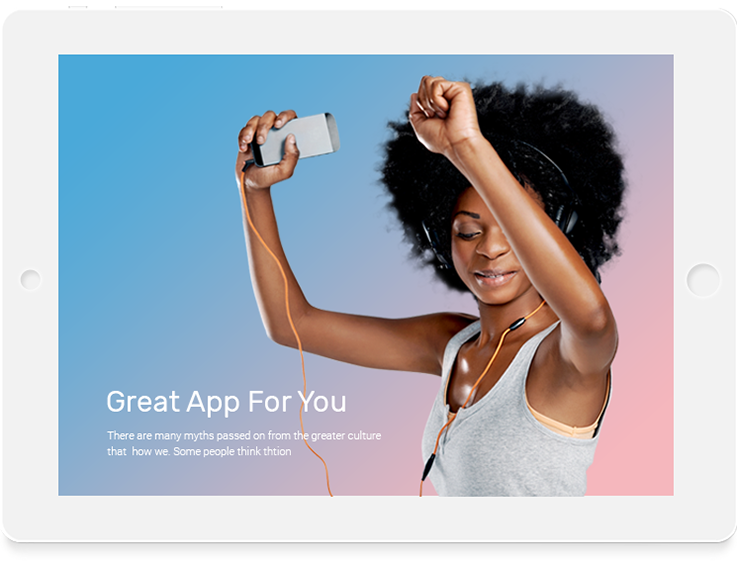 Great App For You
There are many myths passed on from the greater culture
that how we. Some people think thtion